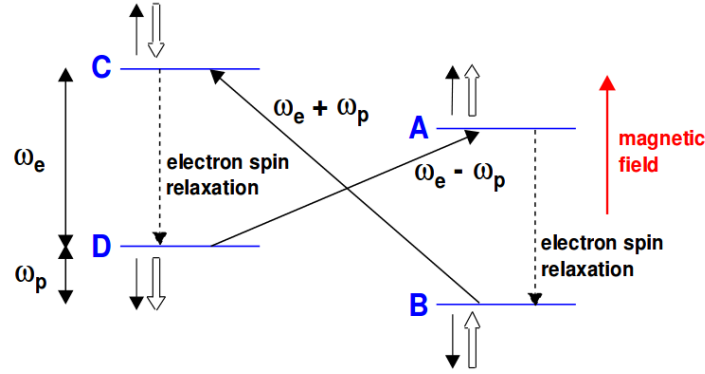 C
ωe + ωp
A
magnetic
field
ωe
electron spin
relaxation
ωe - ωp
D
electron spin
relaxation
ωp
B